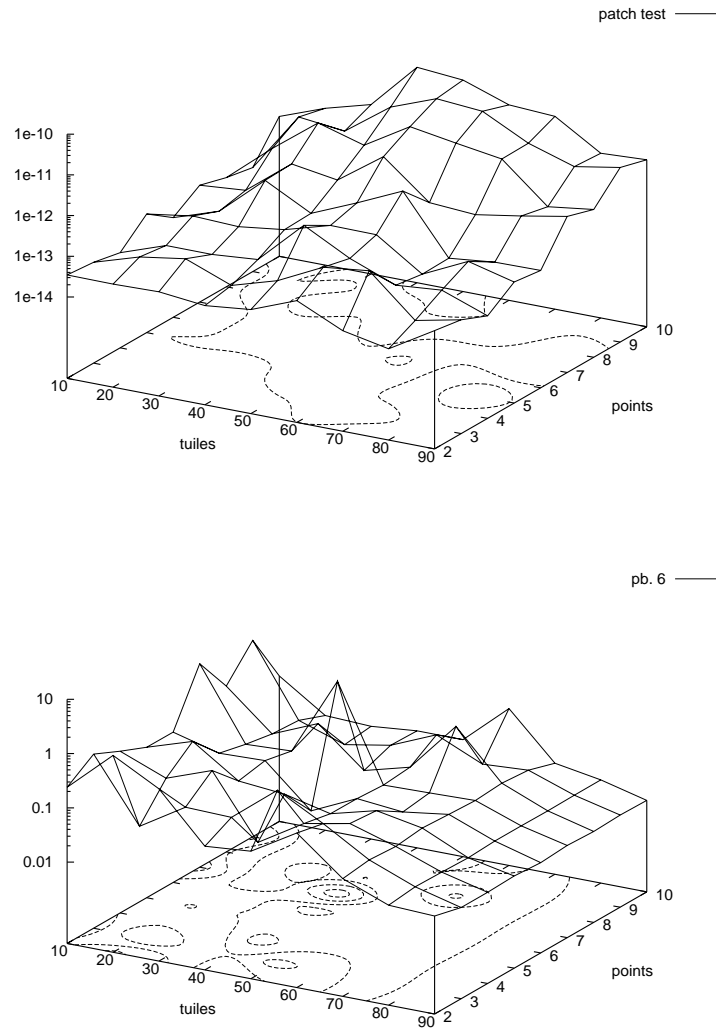 patch test
1e-10
1e-11
1e-12
1e-13
1e-14
10 20 30 40 50 60 70 80 90
tuiles
2 3 4 5 6 7 8 9 10
points
pb. 6
10
1
0.1
0.01
10 20 30 40 50 60 70 80 90
tuiles
2 3 4 5 6 7 8 9 10
points